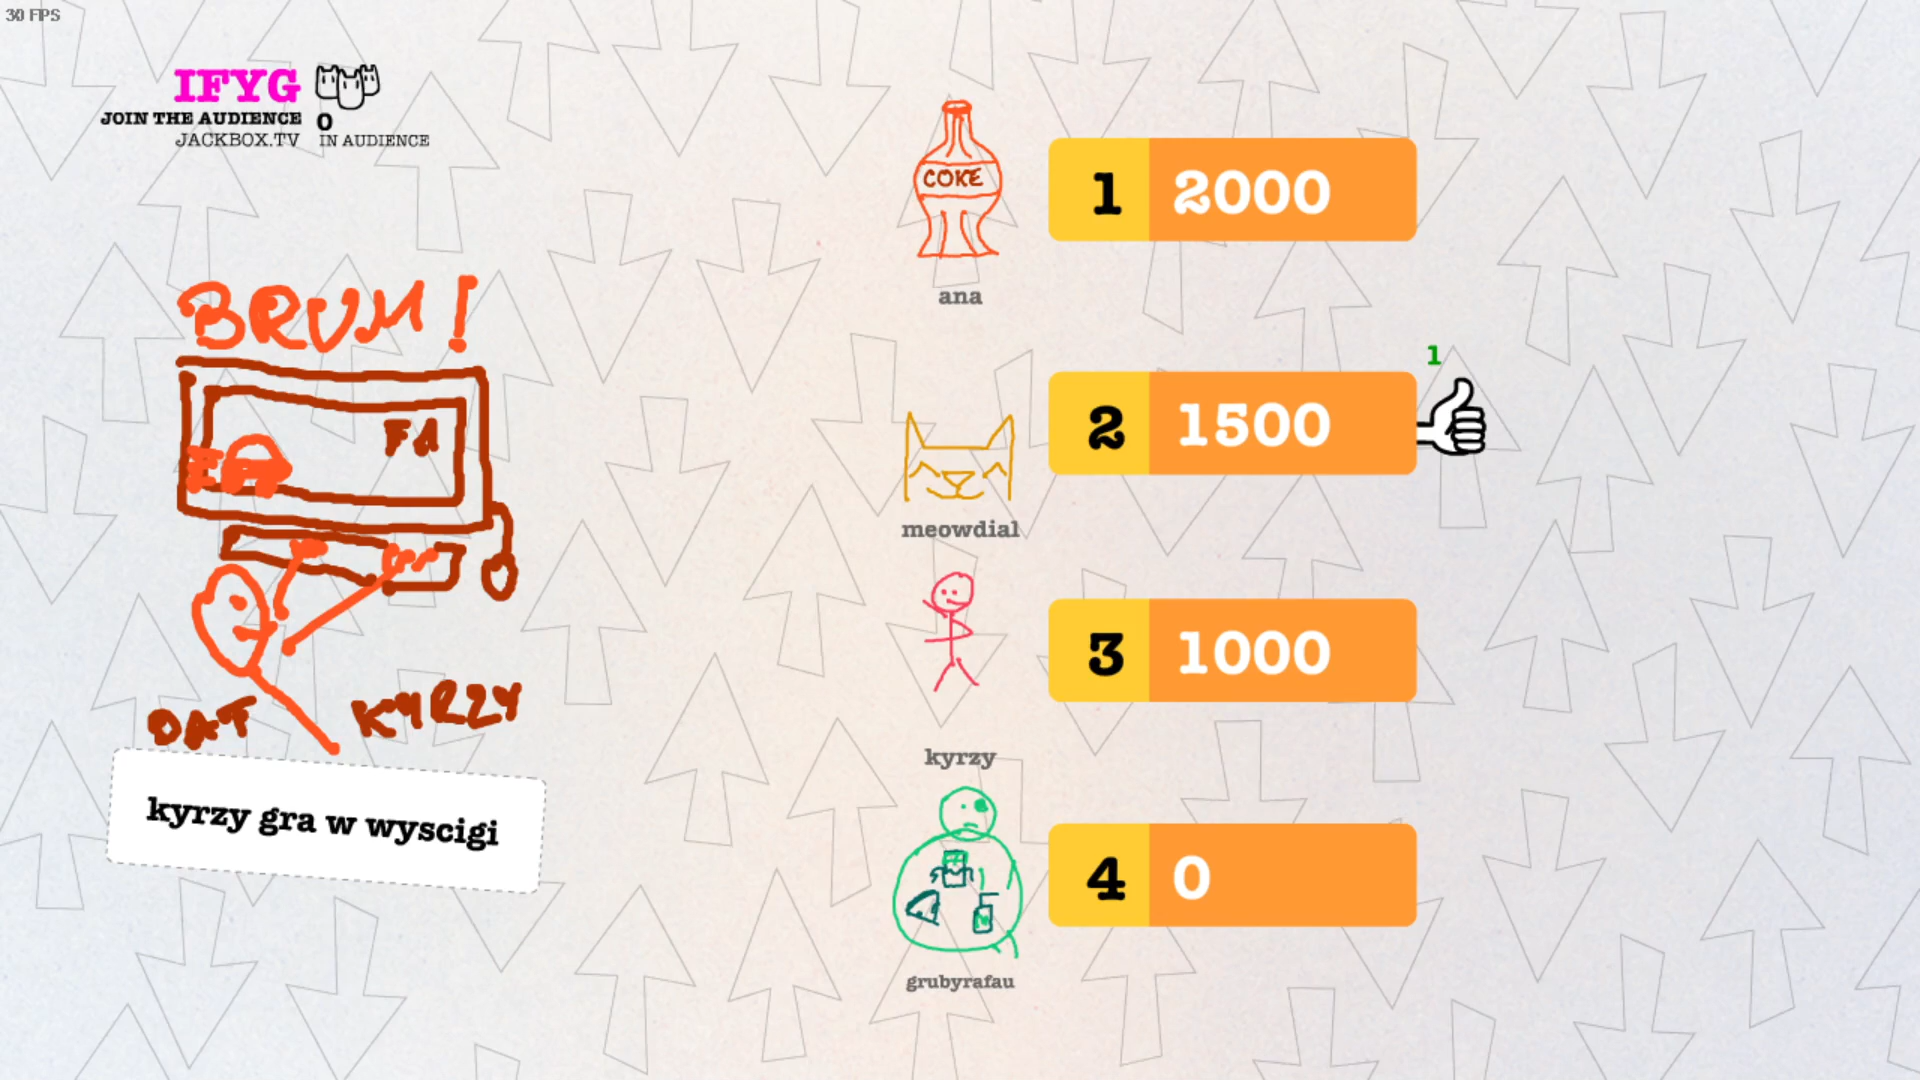 30 FPS
IFYG
JOIN THE AUDIENCE
JACKBOX.TV
0
IN AUDIENCE
BRUM!
F1
DAT KYRZY
kyrzy gra w wyscigi
COKE
ana
1 2000
meowdial
2 1500
1
kyrzy
3 1000
grubyrafau
4 0